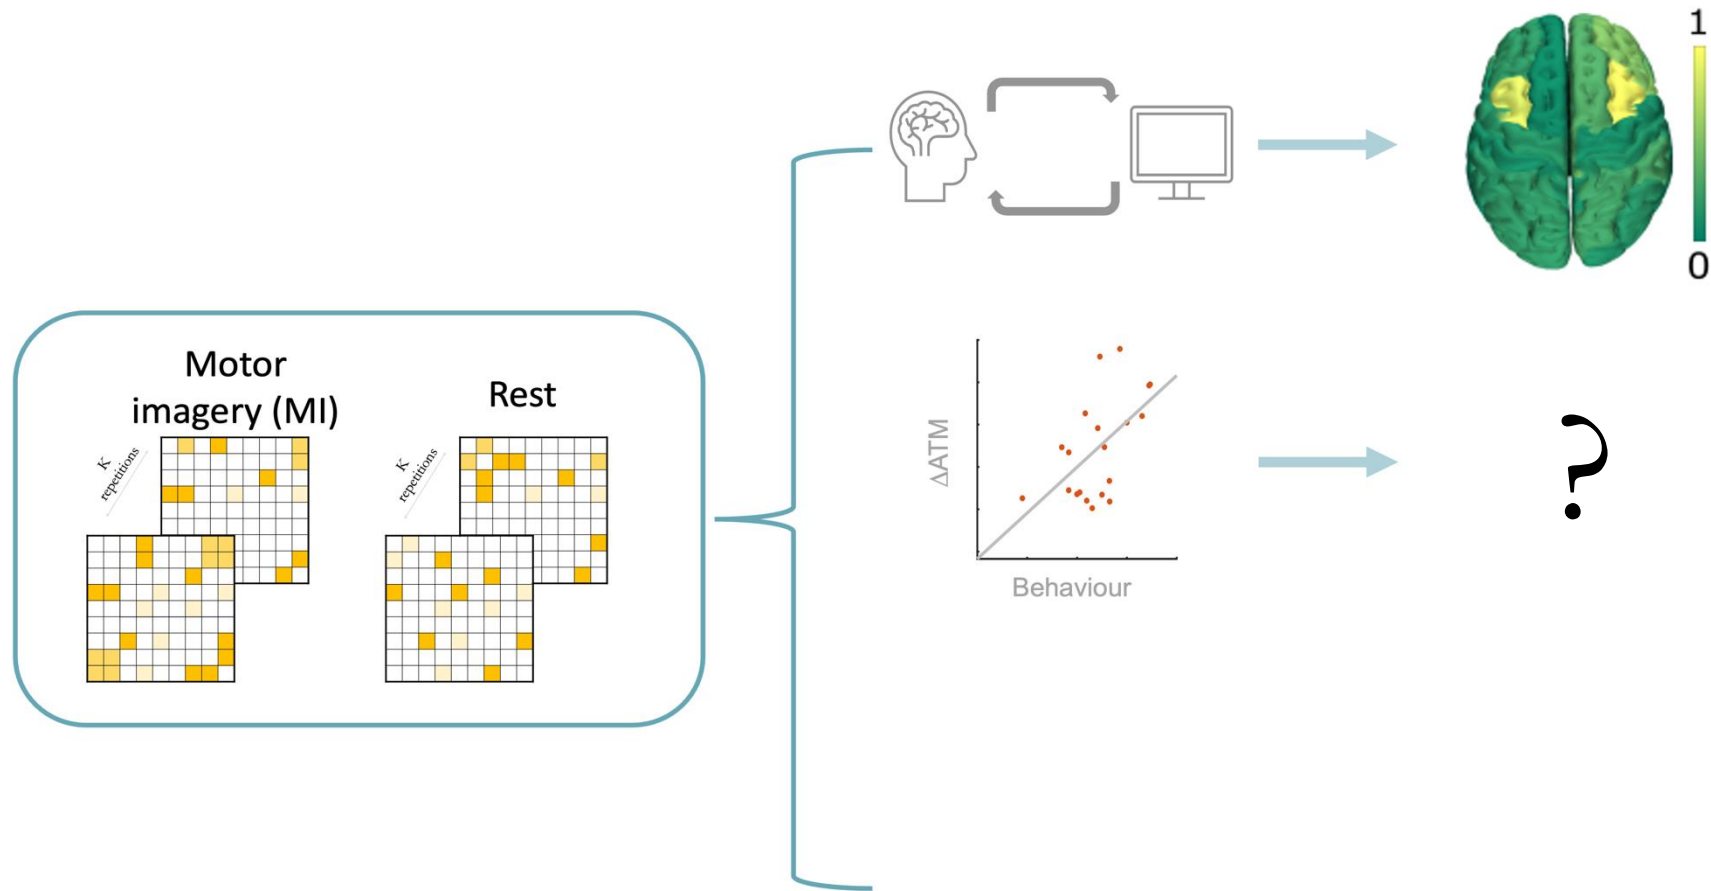 Motor
imagery (MI)
Rest
K
repetitions
K
repetitions
1
0
ΔATM
Behaviour
?